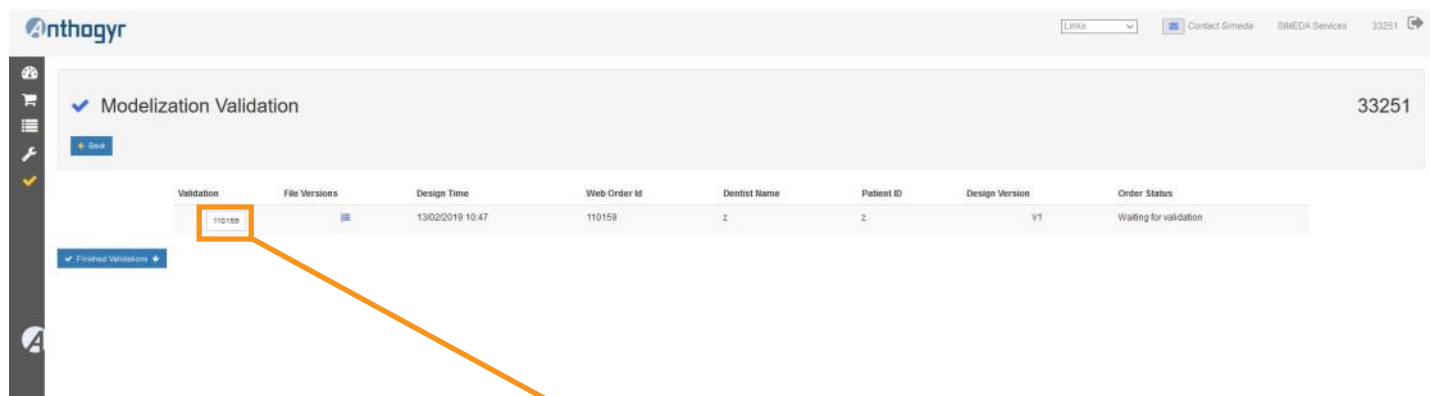 Anthogyr
Links Contact Simeda SIMEDA Services 33251
Modelization Validation 33251
Back
Validation File Versions Design Time Web Order Id Dentist Name Patient ID Design Version Order Status
110159 13/02/2019 10:47 110159 z z V1 Waiting for validation
Finished Validations